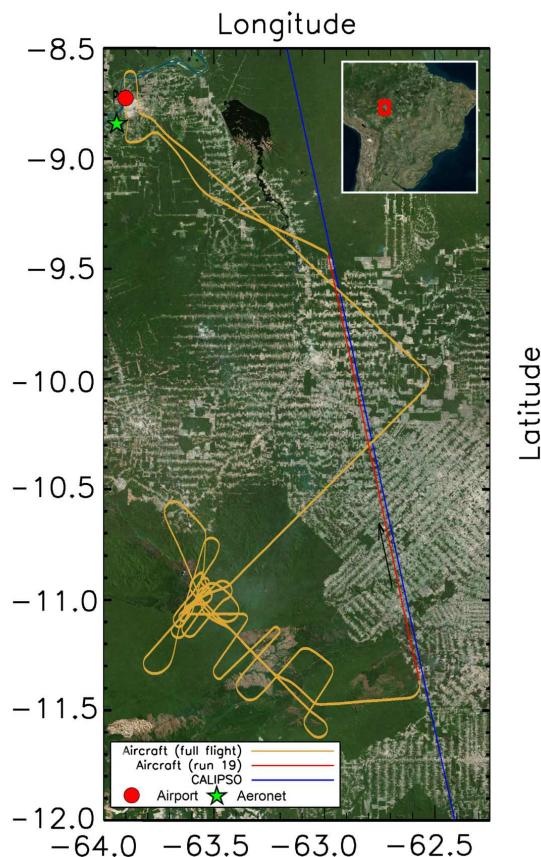 Longitude
-8.5
-9.0
-9.5
-10.0
-10.5
-11.0
-11.5
-12.0
Latitude
Aircraft (full flight)
Aircraft (run 19)
CALIPSO
Airport Aeronet
-64.0 -63.5 -63.0 -62.5